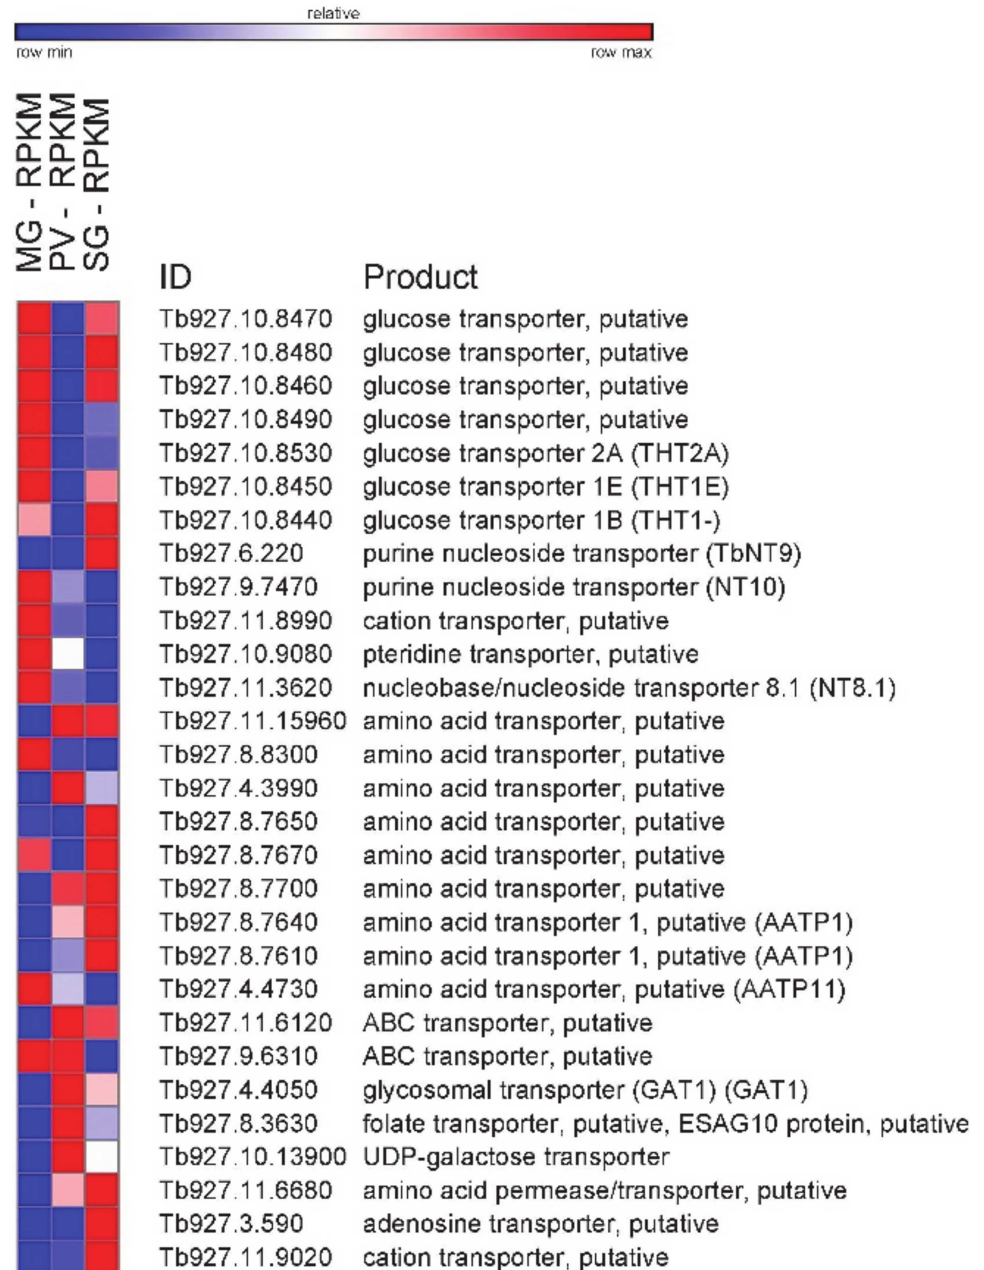 relative
row min row max
MG - RPKM
PV - RPKM
SG - RPKM
ID Product
Tb927.10.8470 glucose transporter, putative
Tb927.10.8480 glucose transporter, putative
Tb927.10.8460 glucose transporter, putative
Tb927.10.8490 glucose transporter, putative
Tb927.10.8530 glucose transporter 2A (THT2A)
Tb927.10.8450 glucose transporter 1E (THT1E)
Tb927.10.8440 glucose transporter 1B (THT1-)
Tb927.6.220 purine nucleoside transporter (TbNT9)
Tb927.9.7470 purine nucleoside transporter (NT10)
Tb927.11.8990 cation transporter, putative
Tb927.10.9080 pteridine transporter, putative
Tb927.11.3620 nucleobase/nucleoside transporter 8.1 (NT8.1)
Tb927.11.15960 amino acid transporter, putative
Tb927.8.8300 amino acid transporter, putative
Tb927.4.3990 amino acid transporter, putative
Tb927.8.7650 amino acid transporter, putative
Tb927.8.7670 amino acid transporter, putative
Tb927.8.7700 amino acid transporter, putative
Tb927.8.7640 amino acid transporter 1, putative (AATP1)
Tb927.8.7610 amino acid transporter 1, putative (AATP1)
Tb927.4.4730 amino acid transporter, putative (AATP11)
Tb927.11.6120 ABC transporter, putative
Tb927.9.6310 ABC transporter, putative
Tb927.4.4050 glycosomal transporter (GAT1) (GAT1)
Tb927.8.3630 folate transporter, putative, ESAG10 protein, putative
Tb927.10.13900 UDP-galactose transporter
Tb927.11.6680 amino acid permease/transporter, putative
Tb927.3.590 adenosine transporter, putative
Tb927.11.9020 cation transporter, putative